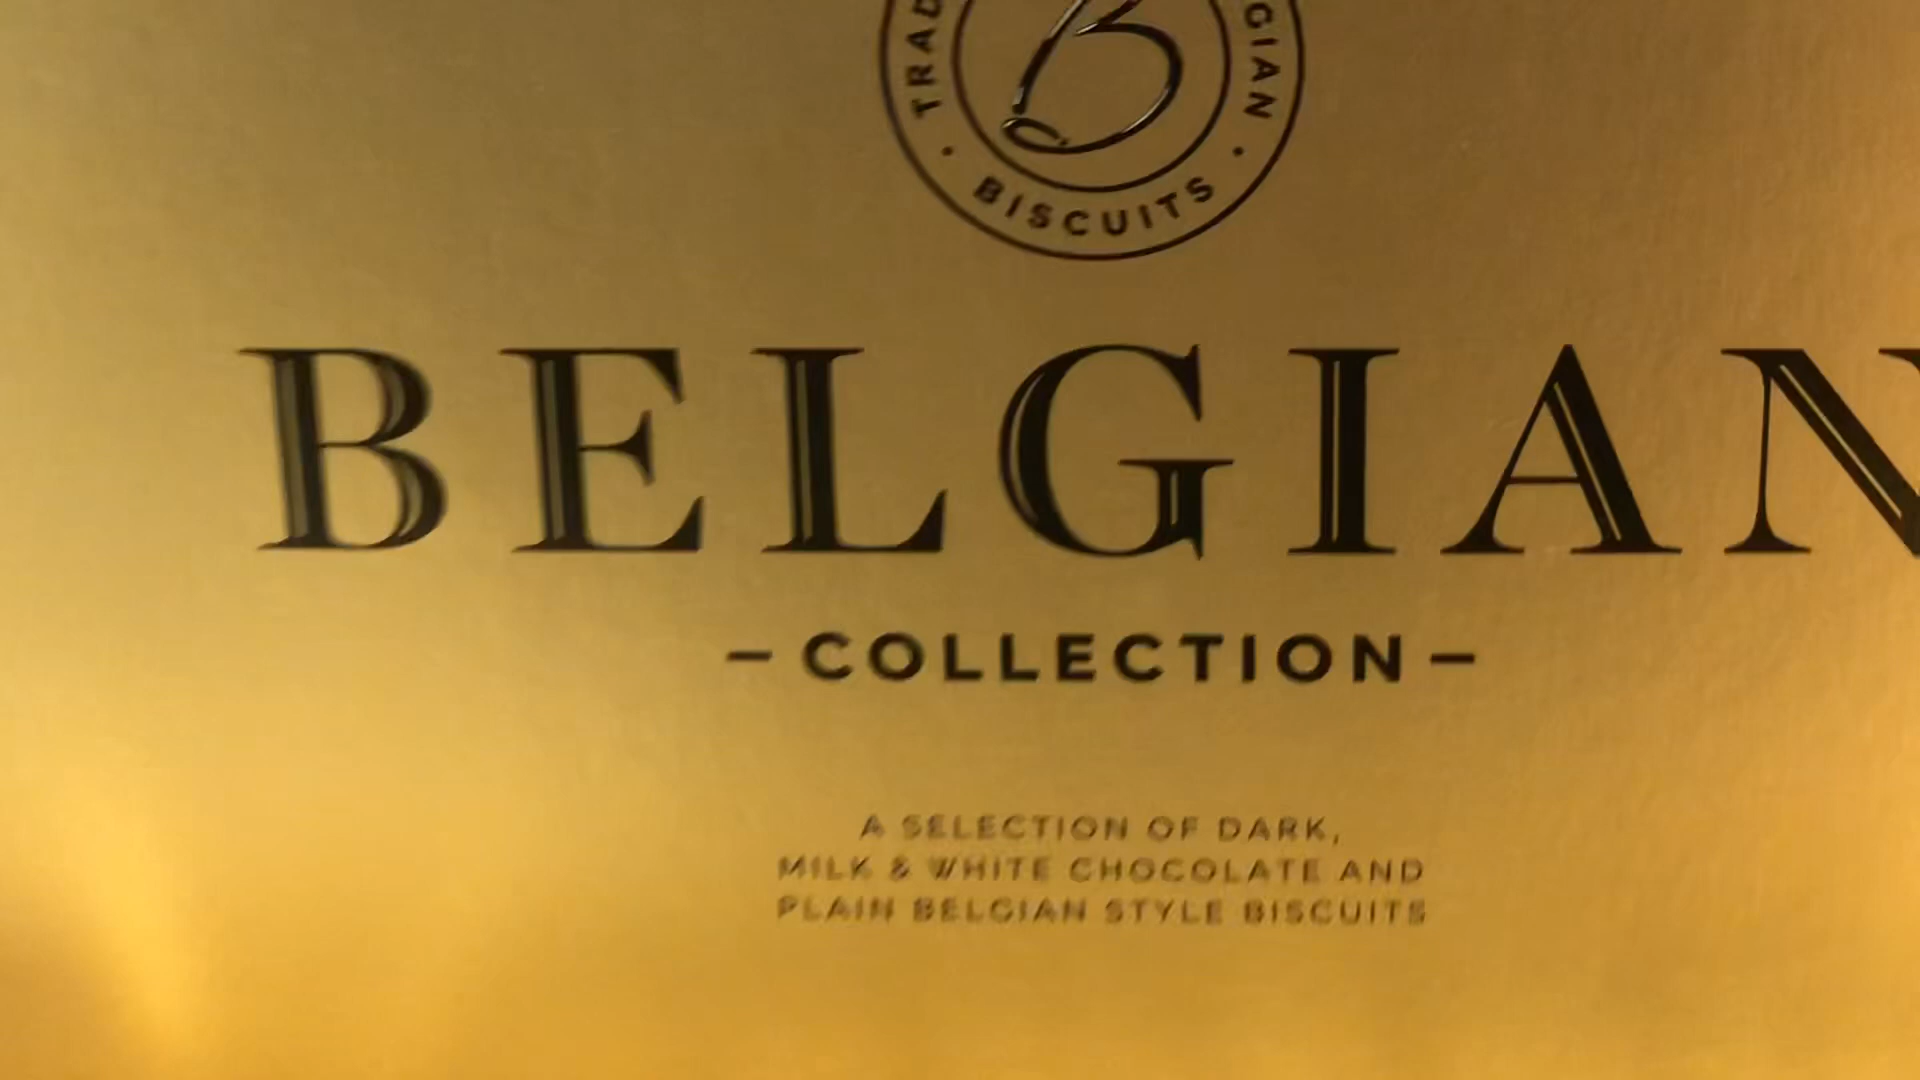 B
BISCUITS
BELGIAN
COLLECTION
A SELECTION OF DARK,
MILK & WHITE CHOCOLATE AND
PLAIN BELGIAN STYLE BISCUITS